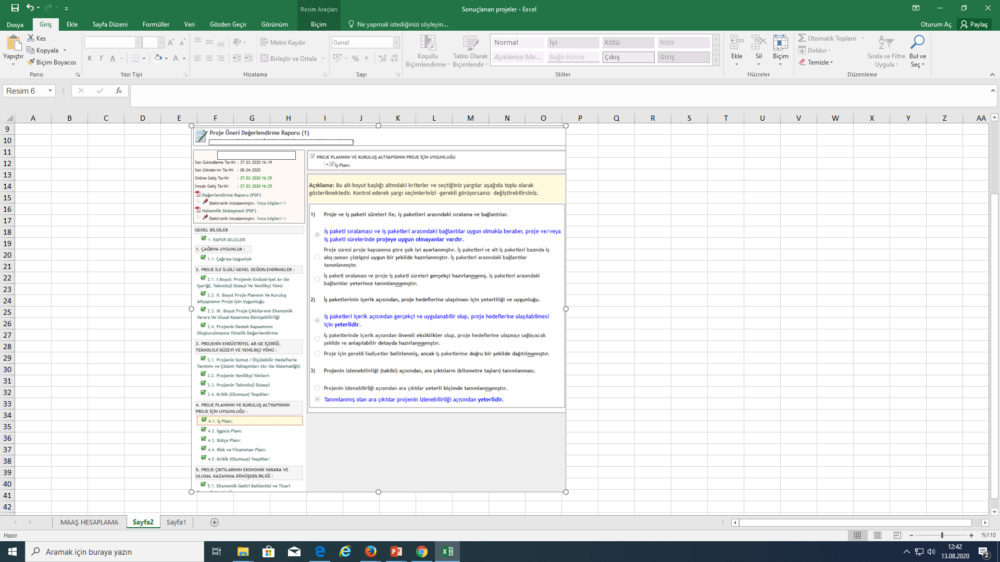 Resim Araçları
Sonuçlanan projeler - Excel
Dosya Giriş Ekle Sayfa Düzeni Formüller Veri Gözden Geçir Görünüm Biçim Ne yapmak istediğinizi söyleyin... Oturum Aç Paylaş
Yapıştır
Kes
Kopyala
Biçim Boyacısı
Pano
K T A
Yazı Tipi
Metni Kaydır
Birleştir ve Ortala
Hizalama
Genel
Sayı
Koşullu Biçimlendirme
Tablo Olarak Biçimlendir
Normal İyi Kötü Nötr
Açıklama Me... Bağlı Hücre Çıkış Giriş
Stiller
Ekle Sil Biçim
Hücreler
Otomatik Toplam
Doldur
Temizle
Sırala ve Filtre Uygula
Bul ve Seç
Düzenleme
Resim 6
fx
A B C D E F G H I J K L M N O P Q R S T U V W X Y Z AA
9
10
11
12
13
14
15
16
17
18
19
20
21
22
23
24
25
26
27
28
29
30
31
32
33
34
35
36
37
38
39
40
41
42
Proje Öneri Değerlendirme Raporu (1)
Son Güncelleme Tarihi : 27.03.2020 16:19
Son Gönderim Tarihi : 08.04.2020
Online Geliş Tarihi : 27.03.2020 16:25
İmzalı Geliş Tarihi : 27.03.2020 16:25
Değerlendirme Raporu (PDF)
Elektronik imzalanmıştır. İmza bilgileri
Hakemlik Sözleşmesi (PDF)
Elektronik imzalanmıştır. İmza bilgileri
GENEL BİLGİLER
1. RAPOR BİLGİLERİ
1. ÇAĞRIYA UYGUNLUK :
1.1. Çağrıya Uygunluk
2. PROJE İLE İLGİLİ GENEL DEĞERLENDİRMELER :
2.1. I.Boyut: Projenin Endüstriyel Ar-Ge
İçeriği, Teknoloji Düzeyi Ve Yenilikçi Yönü
2.2. II. Boyut Proje Planının Ve Kuruluş
Altyapısının Proje İçin Uygunluğu
2.3. III. Boyut Proje Çıktılarının Ekonomik
Yarara Ve Ulusal Kazanıma Dönüşebilirliği
2.4. Projenin Destek Kapsamının
Oluşturulmasına Yönelik Değerlendirme
3. PROJENİN ENDÜSTRİYEL AR-GE İÇERİĞİ,
TEKNOLOJİ DÜZEYİ VE YENİLİKÇİ YÖNÜ :
3.1. Projenin Somut / Ölçülebilir Hedeflerle
Tanıtımı ve Çözüm Yaklaşımları (Ar-Ge Sistematiği):
3.2. Projenin Yenilikçi Yönleri:
3.3. Projenin Teknoloji Düzeyi:
3.4. Kritik (Olumsuz) Tespitler:
4. PROJE PLANININ VE KURULUŞ ALTYAPISININ
PROJE İÇİN UYGUNLUĞU :
4.1. İş Planı:
4.2. İşgücü Planı:
4.3. Bütçe Planı:
4.4. Risk ve Finansman Planı:
4.5. Kritik (Olumsuz) Tespitler:
5. PROJE ÇIKTILARININ EKONOMİK YARARA VE
ULUSAL KAZANIMA DÖNÜŞEBİLİRLİĞİ :
5.1. Ekonomik Getiri Beklentisi ve Ticari
PROJE PLANININ VE KURULUŞ ALTYAPISININ PROJE İÇİN UYGUNLUĞU
İş Planı:
Açıklama: Bu alt-boyut başlığı altındaki kriterler ve seçtiğiniz yargılar aşağıda toplu olarak
gösterilmektedir. Kontrol ederek yargı seçimlerinizi -gerekli görüyorsanız- değiştirebilirsiniz.
1) Proje ve iş paketi süreleri ile, iş paketleri arasındaki sıralama ve bağlantılar.
İş paketi sıralaması ve iş paketleri arasındaki bağlantılar uygun olmakla beraber, proje ve/veya
iş paketi sürelerinde projeye uygun olmayanlar vardır.
Proje süresi proje kapsamına göre çok iyi ayarlanmıştır. İş paketleri ve alt iş paketleri bazında iş
akış-zaman çizelgesi uygun bir şekilde hazırlanmıştır. İş paketleri arasındaki bağlantılar
tanımlanmıştır.
İş paketi sıralaması ve proje iş paketi süreleri gerçekçi hazırlanmamış, iş paketleri arasındaki
bağlantılar yeterince tanımlanmamıştır.
2) İş paketlerinin içerik açısından, proje hedeflerine ulaşılması için yeterliliği ve uygunluğu.
İş paketleri içerik açısından gerçekçi ve uygulanabilir olup, proje hedeflerine ulaşılabilmesi
için yeterlidir.
İş paketlerinde içerik açısından önemli eksiklikler olup, proje hedeflerine ulaşmayı sağlayacak
şekilde ve anlaşılabilir detayda hazırlanmamıştır.
Proje için gerekli faaliyetler belirlenmiş, ancak iş paketlerine doğru bir şekilde dağıtılmamıştır.
3) Projenin izlenebilirliği (takibi) açısından, ara çıktıların (kilometre taşları) tanımlanması.
Projenin izlenebilirliği açısından ara çıktılar yeterli biçimde tanımlanmamıştır.
Tanımlanmış olan ara çıktılar projenin izlenebilirliği açısından yeterlidir.
MAAŞ HESAPLAMA Sayfa2 Sayfa1
Hazır
%110
Aramak için buraya yazın
12:42
13.08.2020
2